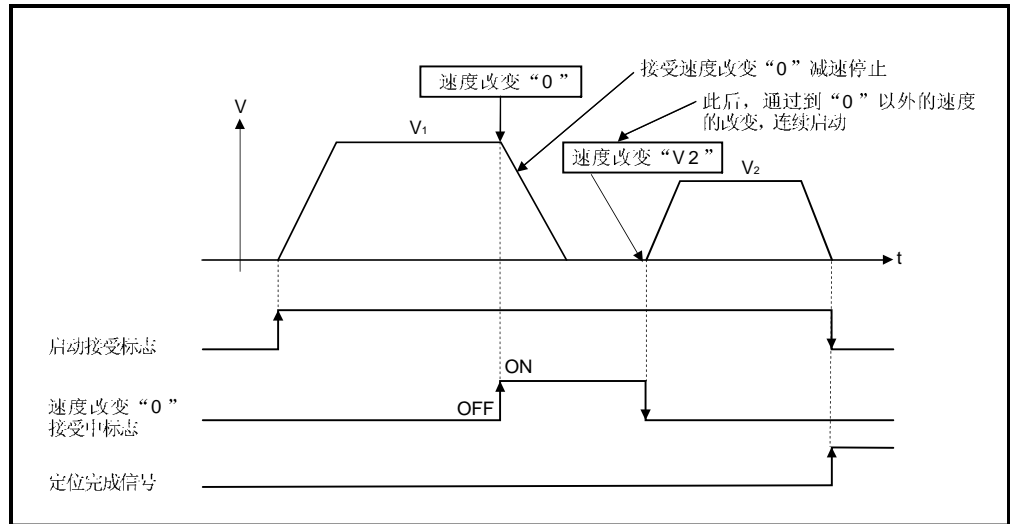 速度改变“0”
接受速度改变“0”减速停止
此后，通过到“0”以外的速度
的改变，连续启动
V
V1
速度改变“V2”
V2
t
启动接受标志
ON
速度改变“0”
OFF
接受中标志
定位完成信号